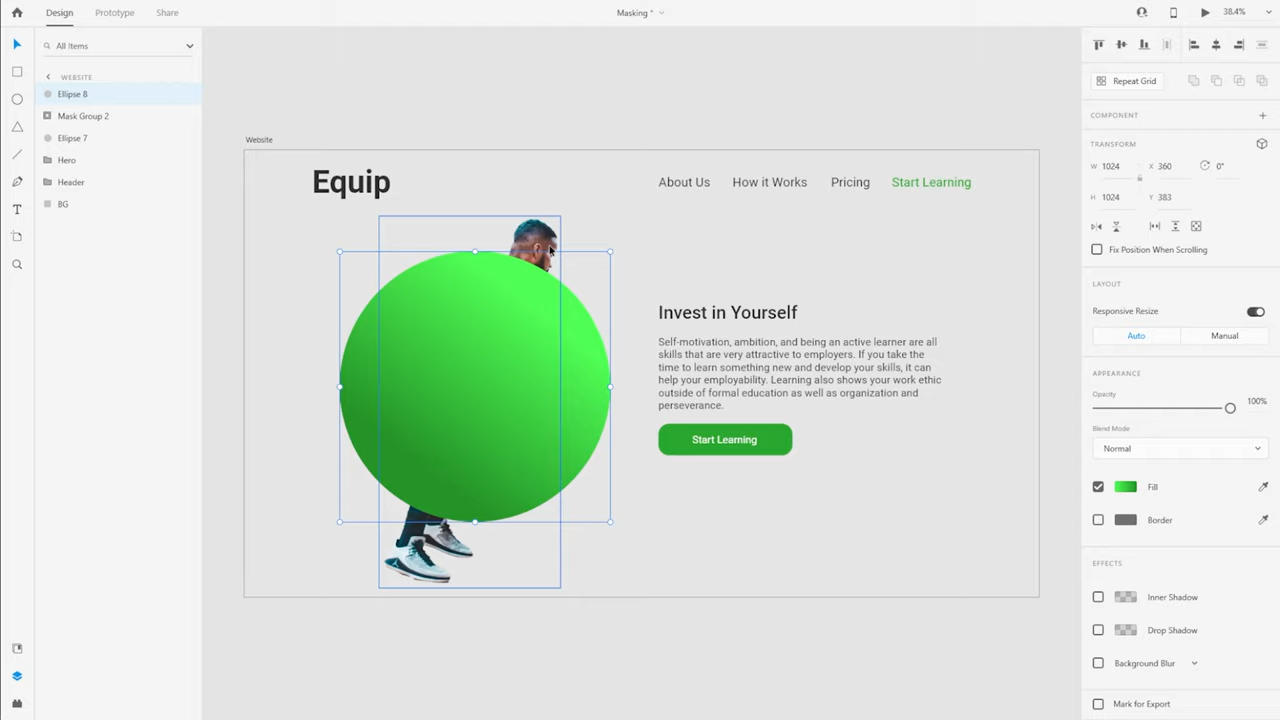 Design
Prototype
Share
Masking *
38.4%
All Items
WEBSITE
Ellipse 8
Mask Group 2
Ellipse 7
Hero
Header
BG
Website
Equip
About Us
How it Works
Pricing
Start Learning
Invest in Yourself
Self-motivation, ambition, and being an active learner are all
skills that are very attractive to employers. If you take the
time to learn something new and develop your skills, it can
help your employability. Learning also shows your work ethic
outside of formal education as well as organization and
perseverance.
Start Learning
Repeat Grid
COMPONENT
TRANSFORM
W 1024 X 360 0°
H 1024 Y 383
Fix Position When Scrolling
LAYOUT
Responsive Resize
Auto
Manual
APPEARANCE
Opacity
100%
Blend Mode
Normal
Fill
Border
EFFECTS
Inner Shadow
Drop Shadow
Background Blur
Mark for Export